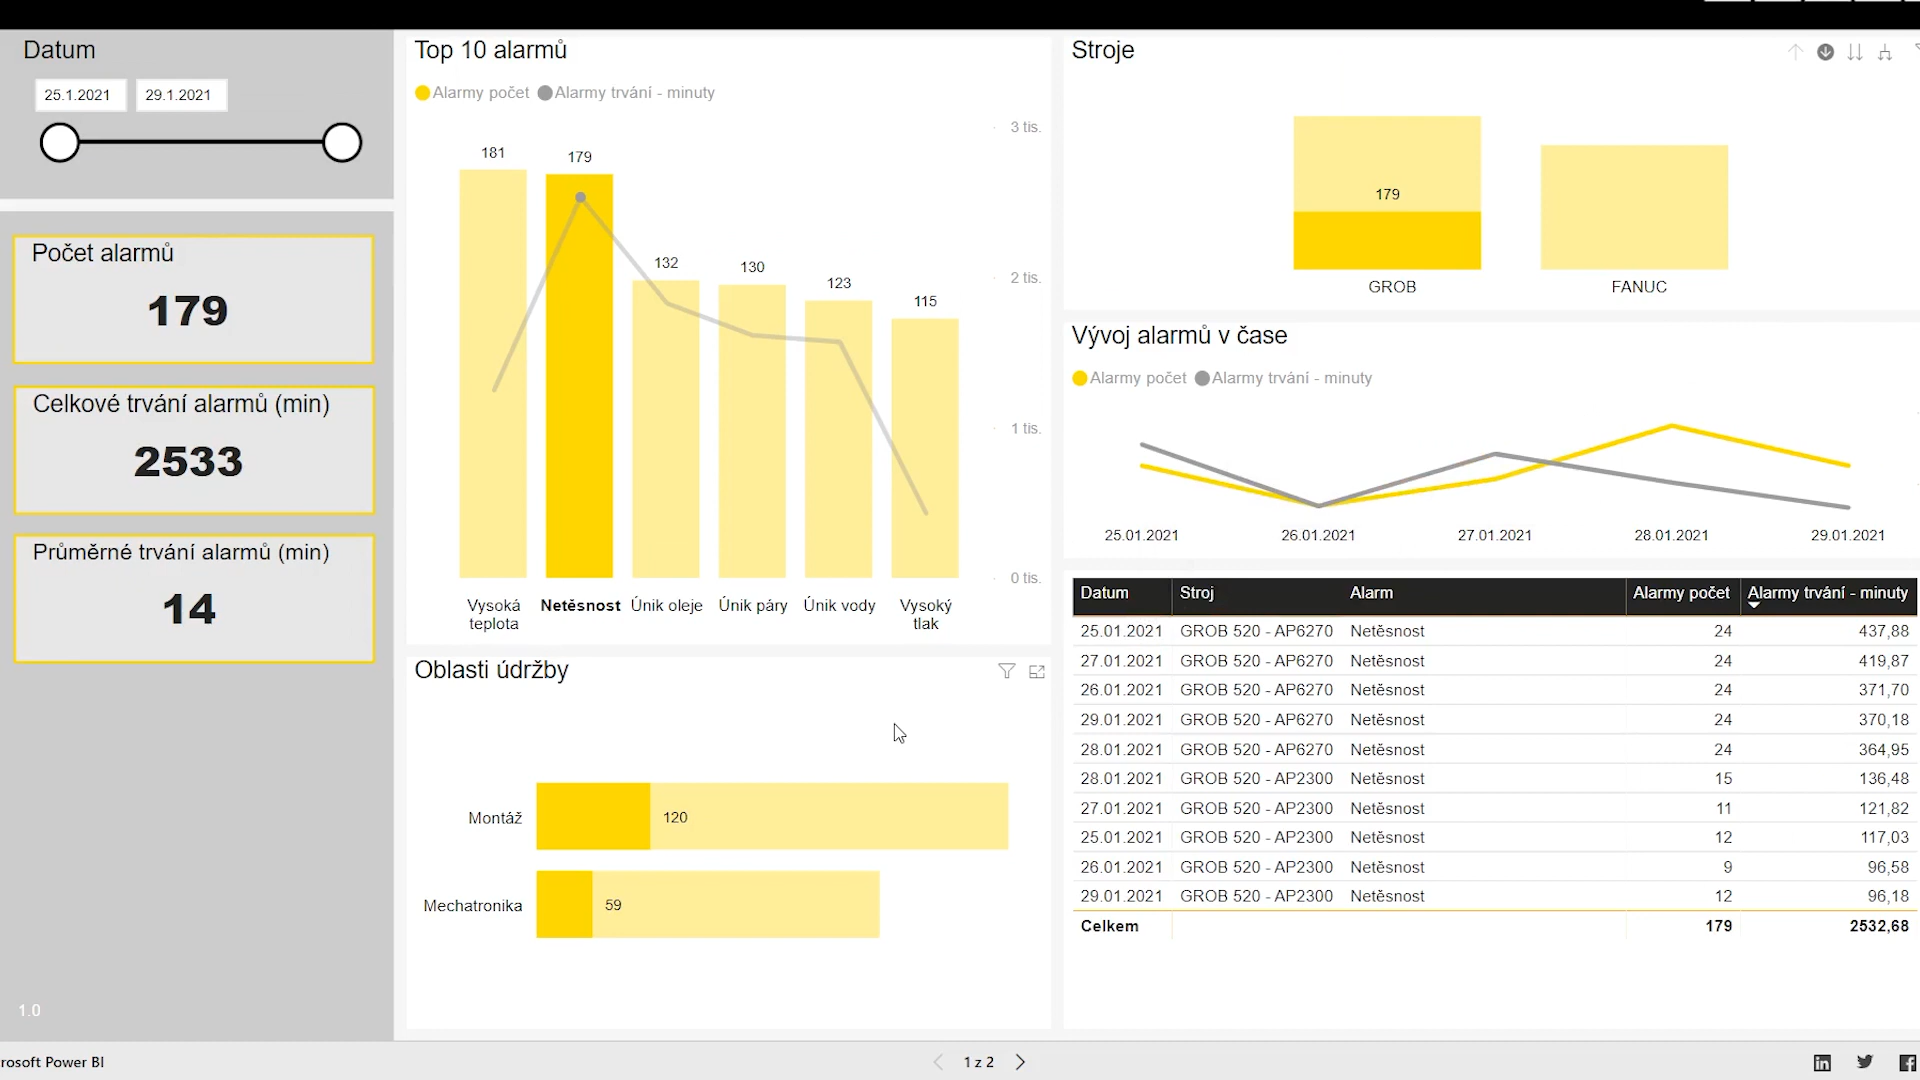 Datum
25.1.2021
29.1.2021
Počet alarmů
179
Celkové trvání alarmů (min)
2533
Průměrné trvání alarmů (min)
14
1.0
Top 10 alarmů
Alarmy počet Alarmy trvání - minuty
3 tis.
2 tis.
1 tis.
0 tis.
181
179
132
130
123
115
Vysoká
teplota
Netěsnost
Únik oleje
Únik páry
Únik vody
Vysoký
tlak
Oblasti údržby
Montáž 120
Mechatronika 59
Stroje
179
GROB
FANUC
Vývoj alarmů v čase
Alarmy počet Alarmy trvání - minuty
25.01.2021 26.01.2021 27.01.2021 28.01.2021 29.01.2021
Datum Stroj Alarm Alarmy počet Alarmy trvání - minuty
25.01.2021 GROB 520 - AP6270 Netěsnost 24 437,88
27.01.2021 GROB 520 - AP6270 Netěsnost 24 419,87
26.01.2021 GROB 520 - AP6270 Netěsnost 24 371,70
29.01.2021 GROB 520 - AP6270 Netěsnost 24 370,18
28.01.2021 GROB 520 - AP6270 Netěsnost 24 364,95
28.01.2021 GROB 520 - AP2300 Netěsnost 15 136,48
27.01.2021 GROB 520 - AP2300 Netěsnost 11 121,82
25.01.2021 GROB 520 - AP2300 Netěsnost 12 117,03
26.01.2021 GROB 520 - AP2300 Netěsnost 9 96,58
29.01.2021 GROB 520 - AP2300 Netěsnost 12 96,18
Celkem 179 2532,68
rosoft Power BI
1 z 2